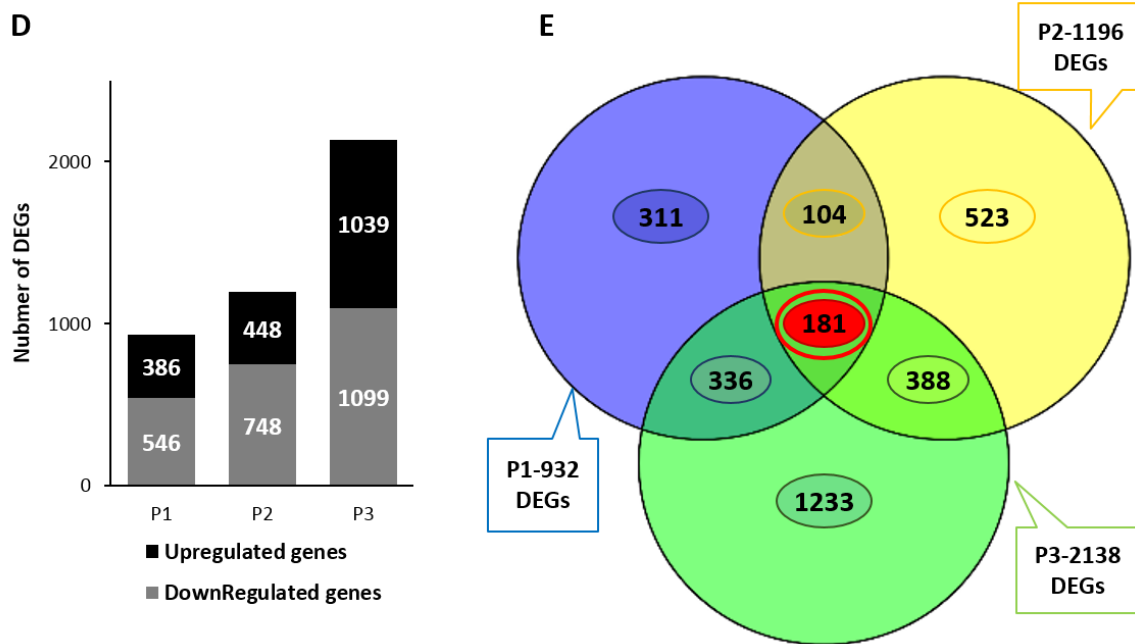 D
Nubmer of DEGs
2000
1000
0
1039
1099
448
748
386
546
P1
P2
P3
Upregulated genes
DownRegulated genes
E
P2-1196
DEGs
311
104
523
181
336
388
1233
P1-932
DEGs
P3-2138
DEGs